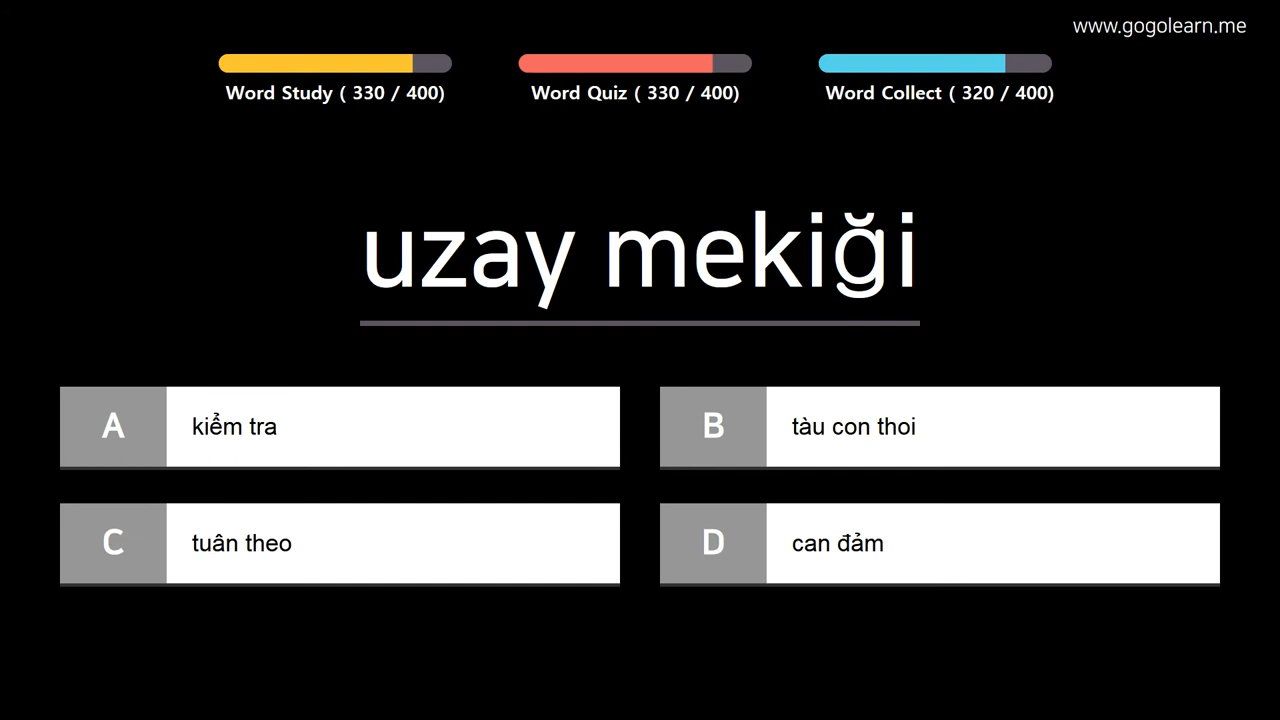 www.gogolearn.me
Word Study ( 330 / 400)
Word Quiz ( 330 / 400)
Word Collect ( 320 / 400)
uzay mekiği
A kiểm tra
B tàu con thoi
C tuân theo
D can đảm